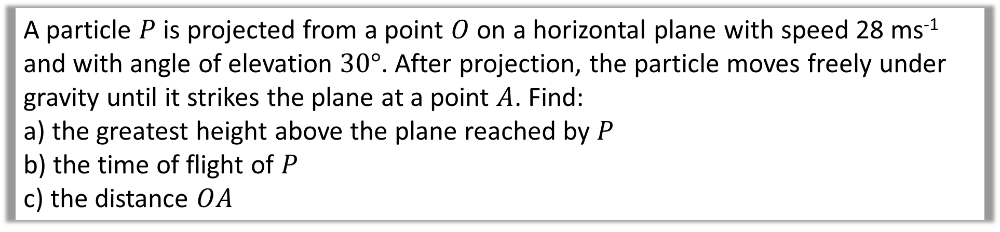 A particle P is projected from a point O on a horizontal plane with speed 28 ms⁻¹
and with angle of elevation 30°. After projection, the particle moves freely under
gravity until it strikes the plane at a point A. Find:
a) the greatest height above the plane reached by P
b) the time of flight of P
c) the distance OA